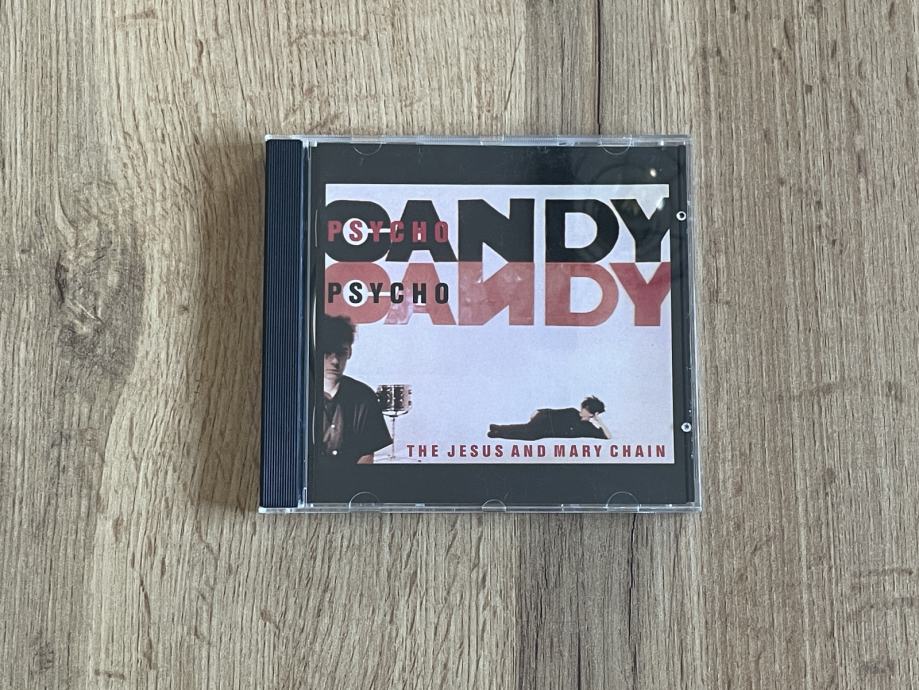 CANDY
PSYCHO
CANDY
PSYCHO
THE JESUS AND MARY CHAIN